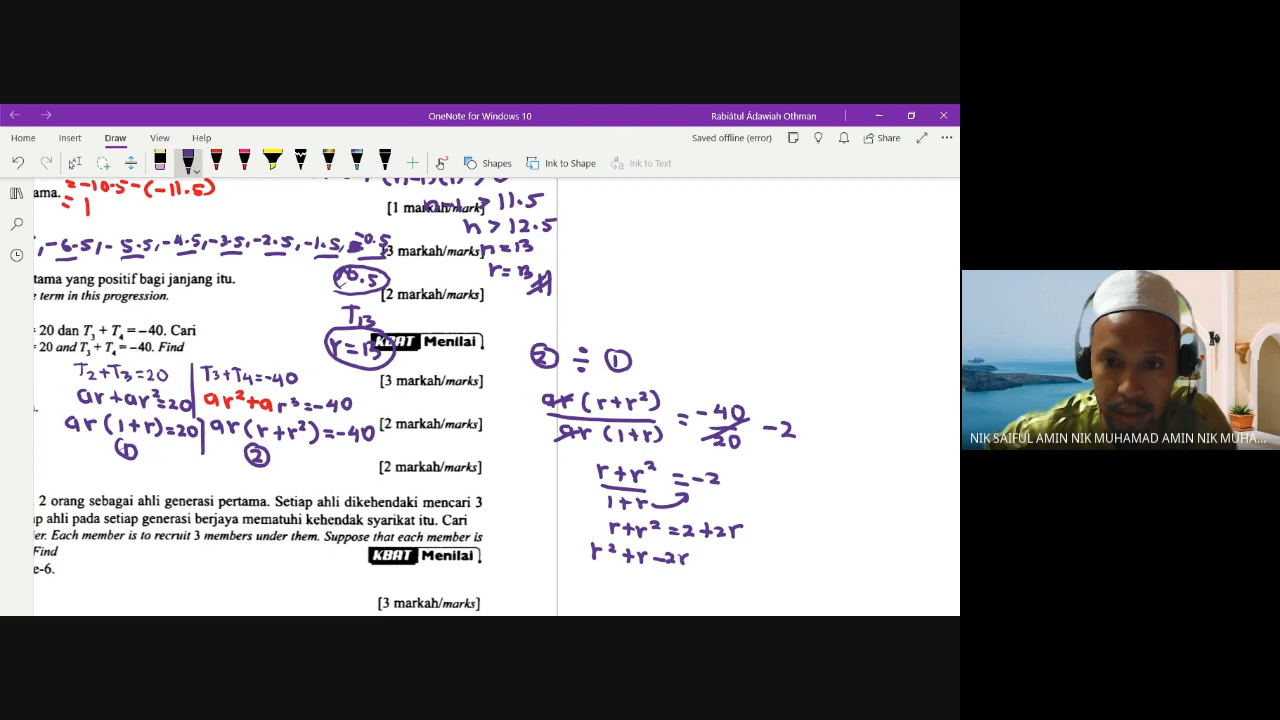 OneNote for Windows 10
Rabiátul Ádawiah Othman
Home Insert Draw View Help
Saved offline (error)
Share
Shapes
Ink to Shape
Ink to Text
ama.
= -10.5 - (-11.5)
= 1
[1 markah/mark]
> 11.5
n > 12.5
n = 13
r = 13
, -6.5, -5.5, -4.5, -3.5, -2.5, -1.5, -0.5
[3 markah/marks]
tama yang positif bagi janjang itu.
e term in this progression.
0.5
[2 markah/marks]
T13
r = 13
= 20 dan T3 + T4 = –40. Cari
= 20 and T3 + T4 = –40. Find
KBAT Menilai
T2 + T3 = 20
T3 + T4 = -40
[3 markah/marks]
ar + ar² = 20
ar² + ar³ = -40
ar (1 + r) = 20
ar (r + r²) = -40
[2 markah/marks]
① ②
[2 markah/marks]
② ÷ ①
ar (r + r²) / ar (1 + r) = -40 / 20 -2
r + r² / 1 + r = -2
r + r² = 2 + 2r
r² + r - 2r
2 orang sebagai ahli generasi pertama. Setiap ahli dikehendaki mencari 3
ap ahli pada setiap generasi berjaya mematuhi kehendak syarikat itu. Cari
er. Each member is to recruit 3 members under them. Suppose that each member is
Find
KBAT Menilai
e-6.
[3 markah/marks]
NIK SAIFUL AMIN NIK MUHAMAD AMIN NIK MUHA...